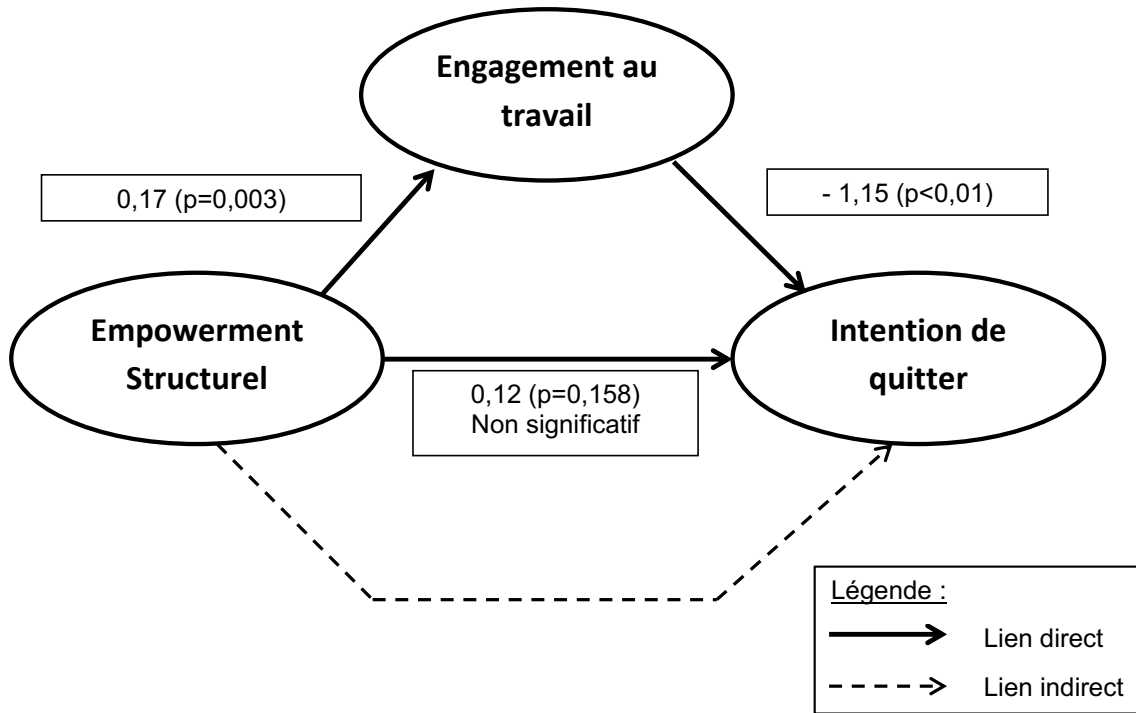 Engagement au
travail
0,17 (p=0,003)
- 1,15 (p<0,01)
Empowerment
Structurel
Intention de
quitter
0,12 (p=0,158)
Non significatif
Légende :
Lien direct
Lien indirect